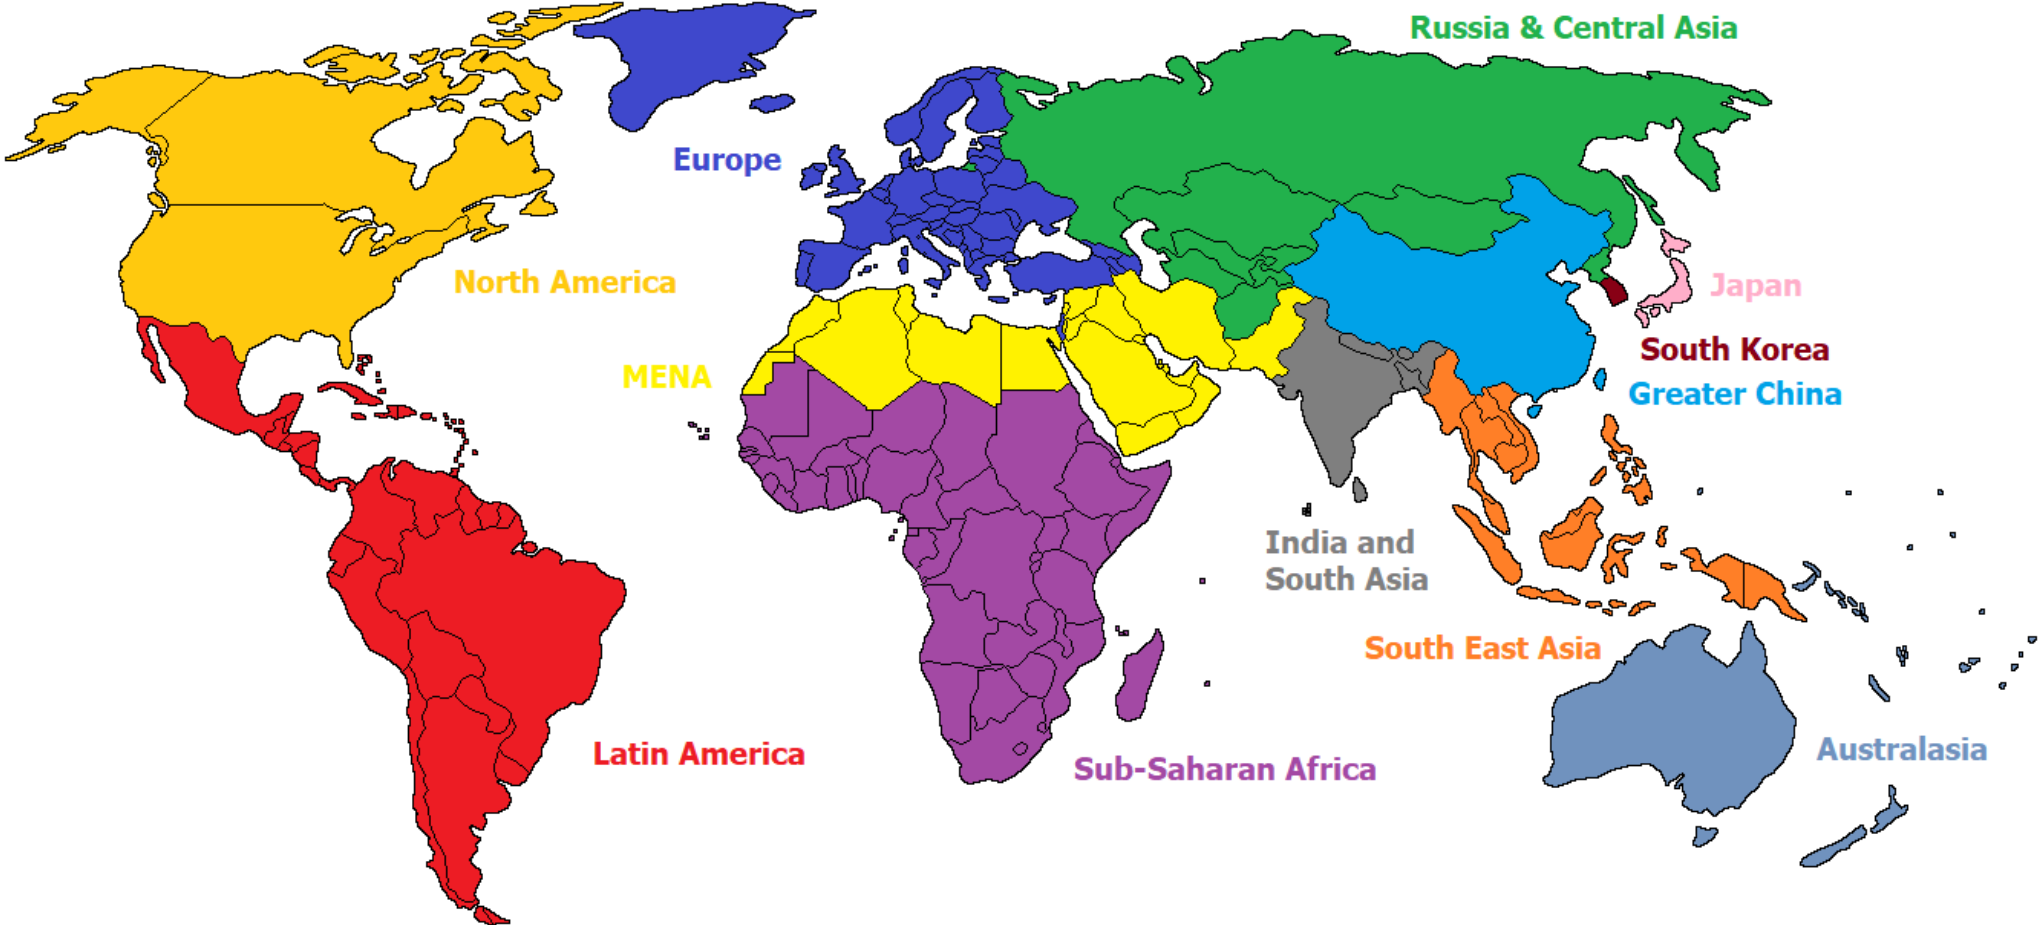 Russia & Central Asia
Europe
North America
Japan
South Korea
MENA
Greater China
India and
South Asia
South East Asia
Latin America
Sub-Saharan Africa
Australasia